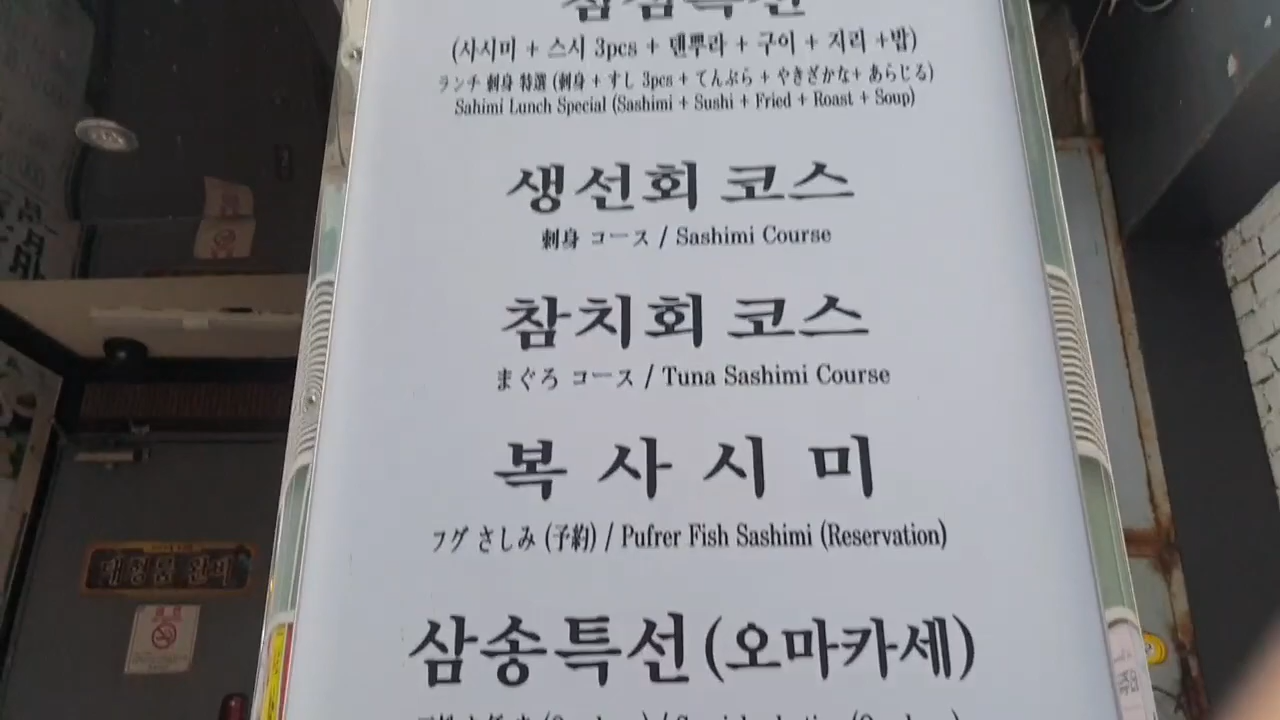 (사시미 + 스시 3pcs + 덴뿌라 + 구이 + 지리 +밥)
ランチ 刺身 特選 (刺身 + すし 3pcs + てんぷら + やきざかな+ あらじる)
Sahimi Lunch Special (Sashimi + Sushi + Fried + Roast + Soup)
생선회 코스
刺身 コース / Sashimi Course
참치회 코스
まぐろ コース / Tuna Sashimi Course
복 사 시 미
フグ さしみ (予約) / Pufrer Fish Sashimi (Reservation)
삼송특선(오마카세)